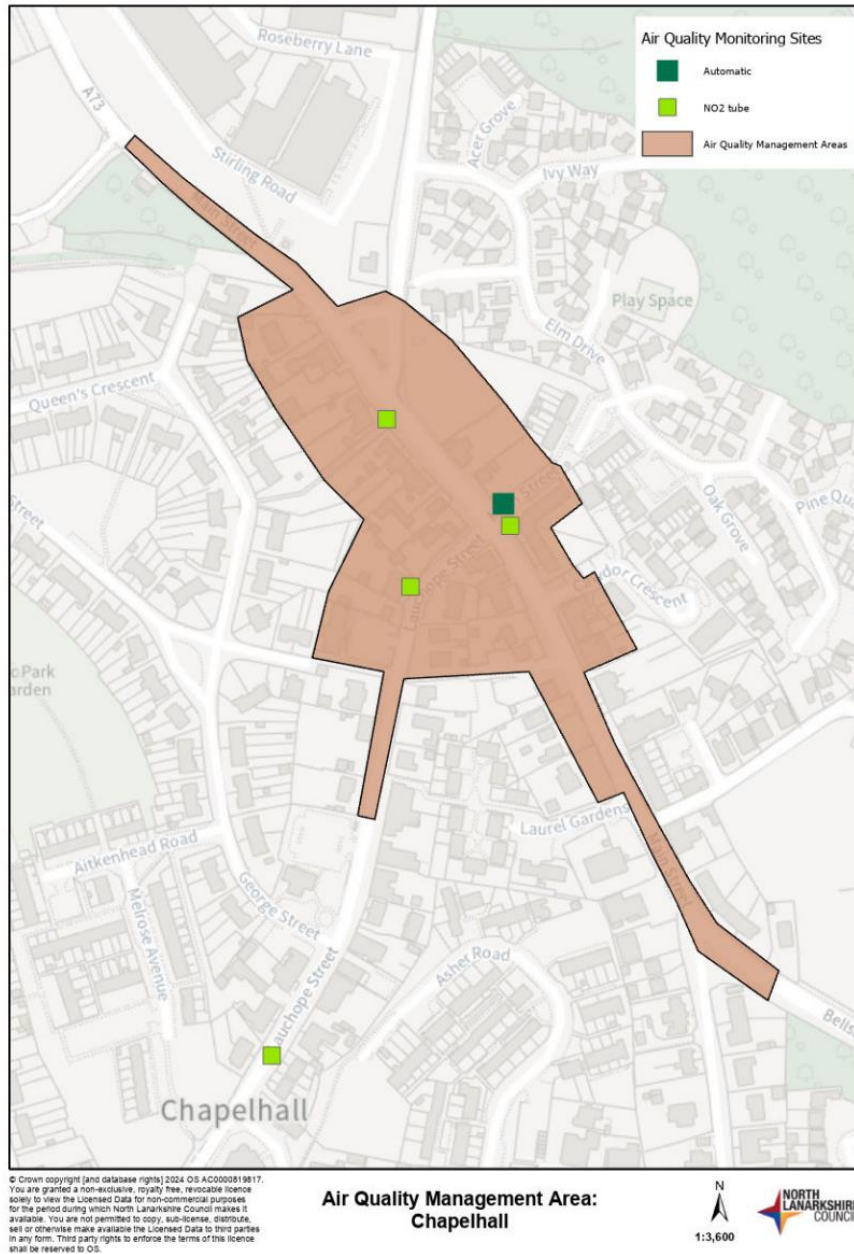 Roseberry Lane
Air Quality Monitoring Sites
Automatic
NO2 tube
Air Quality Management Areas
A73
Acer Grove
Stirling Road
Ivy Way
Main Street
Play Space
Elm Drive
Queen's Crescent
Oak Grove
Street
Lauchope Street
Crescent
Park
Laurel Gardens
Aitkenhead Road
Main Street
George Street
Melrose Avenue
Asher Road
Lauchope Street
Chapelhall
© Crown copyright [and database rights] 2024 OS AC0000819817.
You are granted a non-exclusive, royalty free, revocable licence
solely to view the Licensed Data for non-commercial purposes
for the period during which North Lanarkshire Council makes it
available. You are not permitted to copy, sub-license, distribute,
sell or otherwise make available the Licensed Data to third parties
in any form. Third party rights to enforce the terms of this licence
shall be reserved to OS.
Air Quality Management Area:
Chapelhall
N
1:3,600
NORTH
LANARKSHIRE
COUNCIL